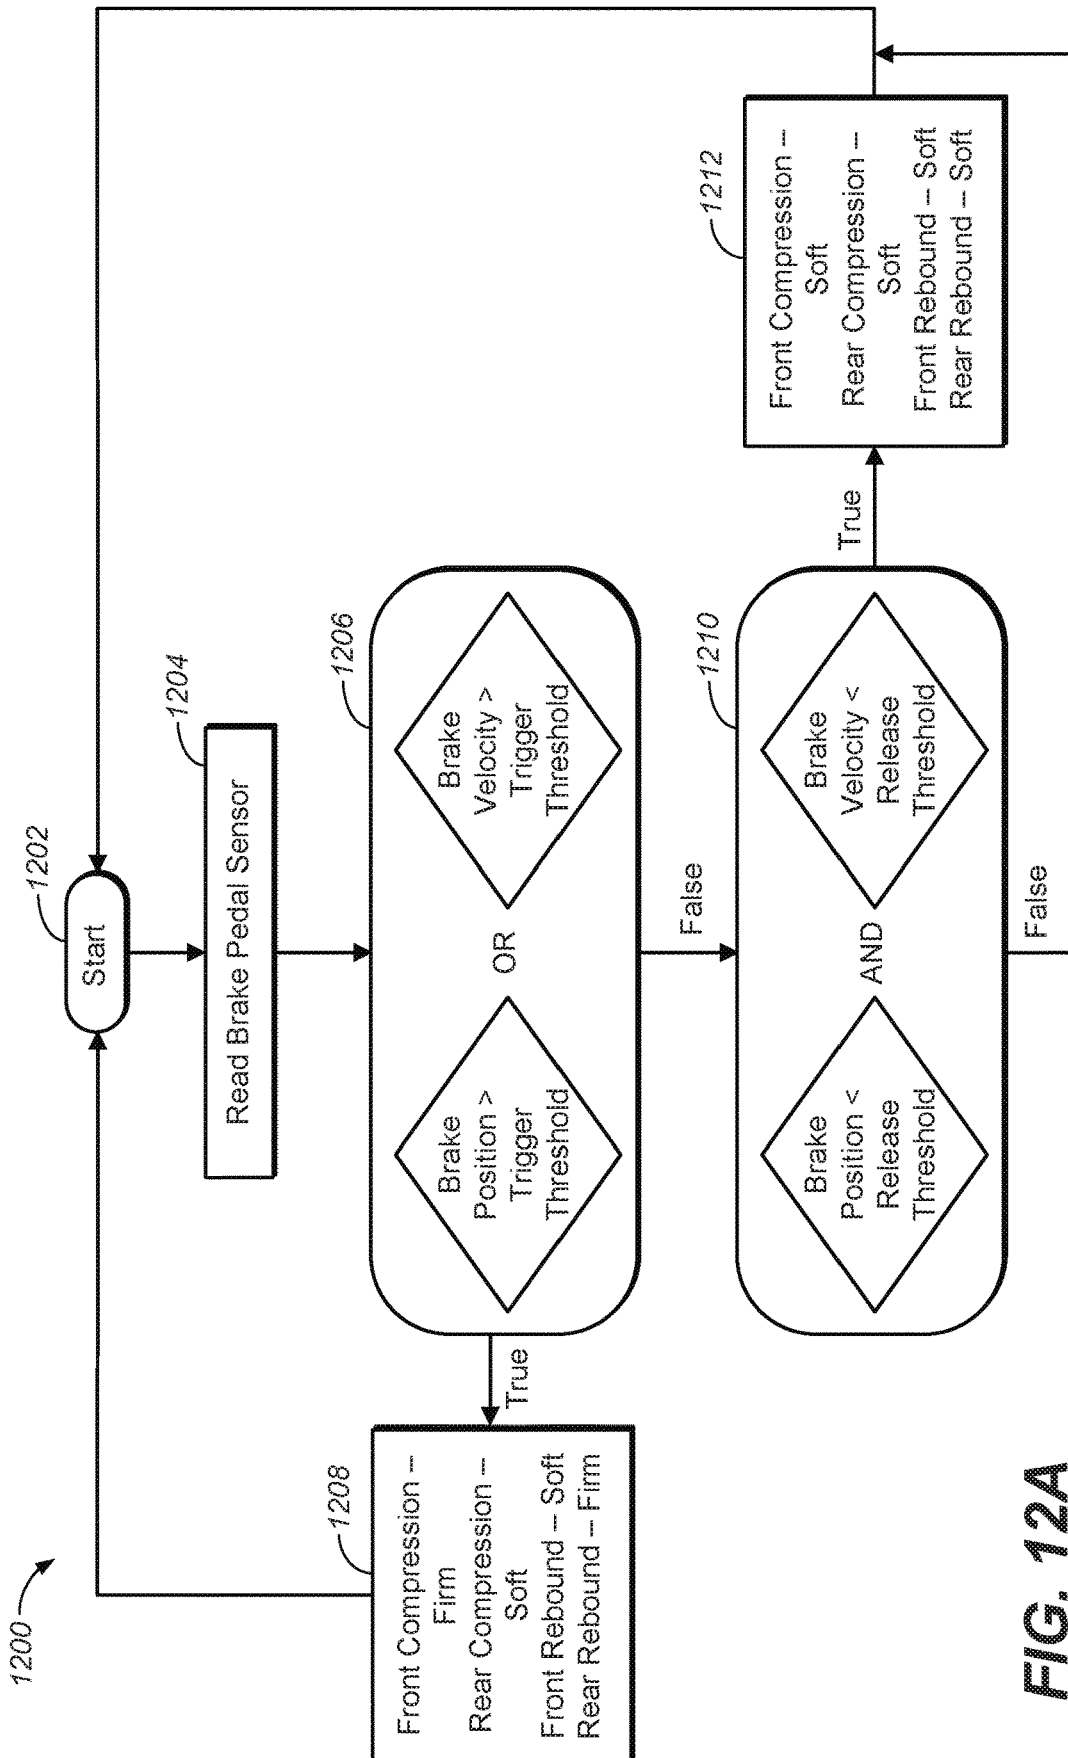 1200
1202
Start
1204
Read Brake Pedal Sensor
1206
Brake
Position >
Trigger
Threshold
OR
Brake
Velocity >
Trigger
Threshold
True
1208
Front Compression –
Firm
Rear Compression –
Soft
Front Rebound – Soft
Rear Rebound – Firm
False
1210
Brake
Position <
Release
Threshold
AND
Brake
Velocity <
Release
Threshold
True
1212
Front Compression –
Soft
Rear Compression –
Soft
Front Rebound – Soft
Rear Rebound – Soft
False
FIG. 12A